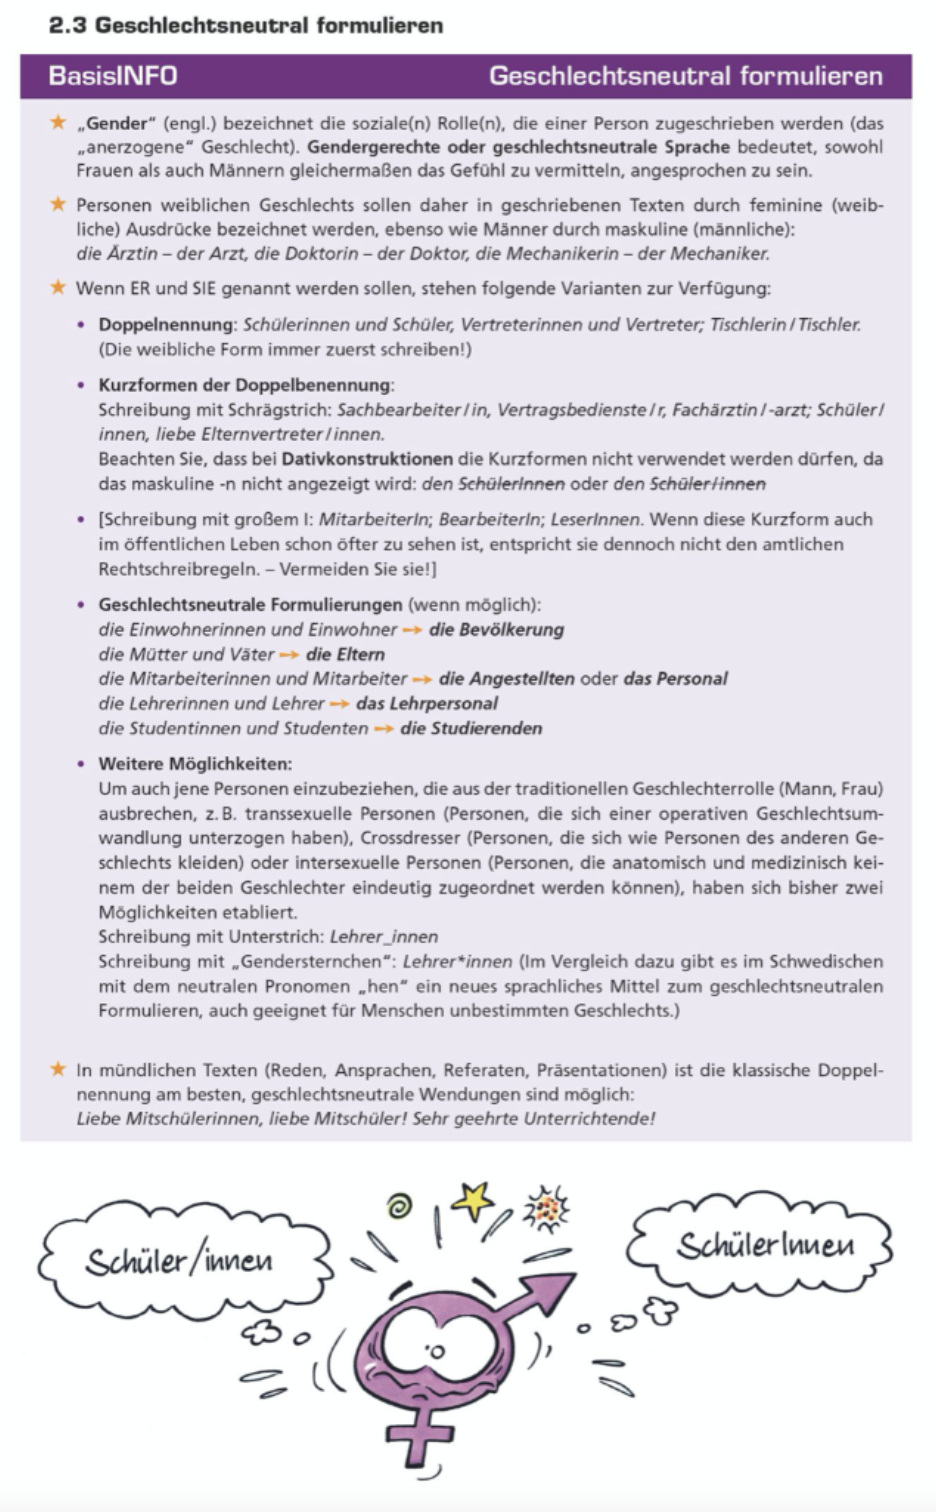 2.3 Geschlechtsneutral formulieren
BasisINFO Geschlechtsneutral formulieren
★ „Gender“ (engl.) bezeichnet die soziale(n) Rolle(n), die einer Person zugeschrieben werden (das
„anerzogene“ Geschlecht). Gendergerechte oder geschlechtsneutrale Sprache bedeutet, sowohl
Frauen als auch Männern gleichermaßen das Gefühl zu vermitteln, angesprochen zu sein.
★ Personen weiblichen Geschlechts sollen daher in geschriebenen Texten durch feminine (weib-
liche) Ausdrücke bezeichnet werden, ebenso wie Männer durch maskuline (männliche):
die Ärztin – der Arzt, die Doktorin – der Doktor, die Mechanikerin – der Mechaniker.
★ Wenn ER und SIE genannt werden sollen, stehen folgende Varianten zur Verfügung:
• Doppelnennung: Schülerinnen und Schüler, Vertreterinnen und Vertreter; Tischlerin / Tischler.
(Die weibliche Form immer zuerst schreiben!)
• Kurzformen der Doppelbenennung:
Schreibung mit Schrägstrich: Sachbearbeiter / in, Vertragsbedienste / r, Fachärztin / -arzt; Schüler /
innen, liebe Elternvertreter / innen.
Beachten Sie, dass bei Dativkonstruktionen die Kurzformen nicht verwendet werden dürfen, da
das maskuline -n nicht angezeigt wird: den SchülerInnen oder den Schüler/innen
• [Schreibung mit großem I: MitarbeiterIn; BearbeiterIn; LeserInnen. Wenn diese Kurzform auch
im öffentlichen Leben schon öfter zu sehen ist, entspricht sie dennoch nicht den amtlichen
Rechtschreibregeln. – Vermeiden Sie sie!]
• Geschlechtsneutrale Formulierungen (wenn möglich):
die Einwohnerinnen und Einwohner → die Bevölkerung
die Mütter und Väter → die Eltern
die Mitarbeiterinnen und Mitarbeiter → die Angestellten oder das Personal
die Lehrerinnen und Lehrer → das Lehrpersonal
die Studentinnen und Studenten → die Studierenden
• Weitere Möglichkeiten:
Um auch jene Personen einzubeziehen, die aus der traditionellen Geschlechterrolle (Mann, Frau)
ausbrechen, z. B. transsexuelle Personen (Personen, die sich einer operativen Geschlechtsum-
wandlung unterzogen haben), Crossdresser (Personen, die sich wie Personen des anderen Ge-
schlechts kleiden) oder intersexuelle Personen (Personen, die anatomisch und medizinisch kei-
nem der beiden Geschlechter eindeutig zugeordnet werden können), haben sich bisher zwei
Möglichkeiten etabliert.
Schreibung mit Unterstrich: Lehrer_innen
Schreibung mit „Gendersternchen“: Lehrer*innen (Im Vergleich dazu gibt es im Schwedischen
mit dem neutralen Pronomen „hen“ ein neues sprachliches Mittel zum geschlechtsneutralen
Formulieren, auch geeignet für Menschen unbestimmten Geschlechts.)
★ In mündlichen Texten (Reden, Ansprachen, Referaten, Präsentationen) ist die klassische Doppel-
nennung am besten, geschlechtsneutrale Wendungen sind möglich:
Liebe Mitschülerinnen, liebe Mitschüler! Sehr geehrte Unterrichtende!
Schüler/innen
SchülerInnen